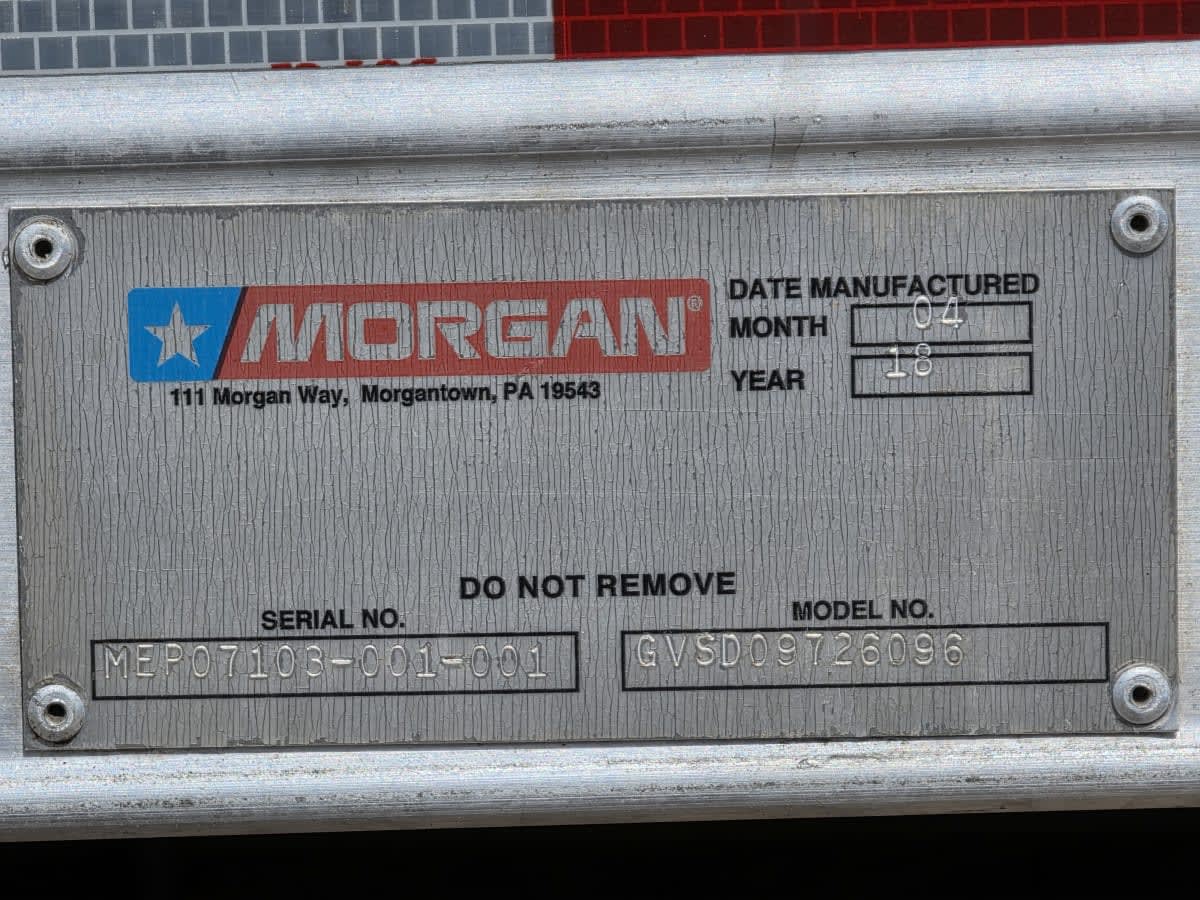 MORGAN®
111 Morgan Way, Morgantown, PA 19543
DATE MANUFACTURED
MONTH 04
YEAR 18
DO NOT REMOVE
SERIAL NO.
MEP07103-001-001
MODEL NO.
GVSD09726096